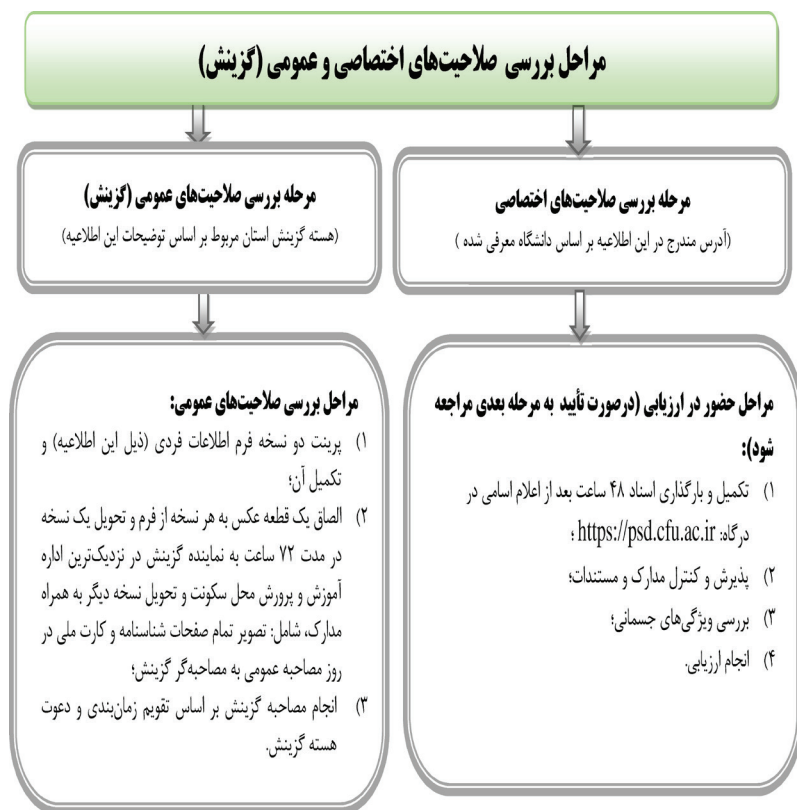 مراحل بررسی صلاحیت‌های اختصاصی و عمومی (گزینش)
مرحله بررسی صلاحیت‌های اختصاصی
(آدرس مندرج در این اطلاعیه بر اساس دانشگاه معرفی شده )
مرحله بررسی صلاحیت‌های عمومی (گزینش)
(هسته گزینش استان مربوط بر اساس توضیحات این اطلاعیه)
مراحل حضور در ارزیابی (درصورت تأیید به مرحله بعدی مراجعه
شود):
۱) تکمیل و بارگذاری اسناد ۴۸ ساعت بعد از اعلام اسامی در
درگاه: https://psd.cfu.ac.ir ؛
۲) پذیرش و کنترل مدارک و مستندات؛
۳) بررسی ویژگی‌های جسمانی؛
۴) انجام ارزیابی.
مراحل بررسی صلاحیت‌های عمومی:
۱) پرینت دو نسخه فرم اطلاعات فردی (ذیل این اطلاعیه) و
تکمیل آن؛
۲) الصاق یک قطعه عکس به هر نسخه از فرم و تحویل یک نسخه
در مدت ۷۲ ساعت به نماینده گزینش در نزدیک‌ترین اداره
آموزش و پرورش محل سکونت و تحویل نسخه دیگر به همراه
مدارک، شامل: تصویر تمام صفحات شناسنامه و کارت ملی در
روز مصاحبه عمومی به مصاحبه‌گر گزینش؛
۳) انجام مصاحبه گزینش بر اساس تقویم زمان‌بندی و دعوت
هسته گزینش.